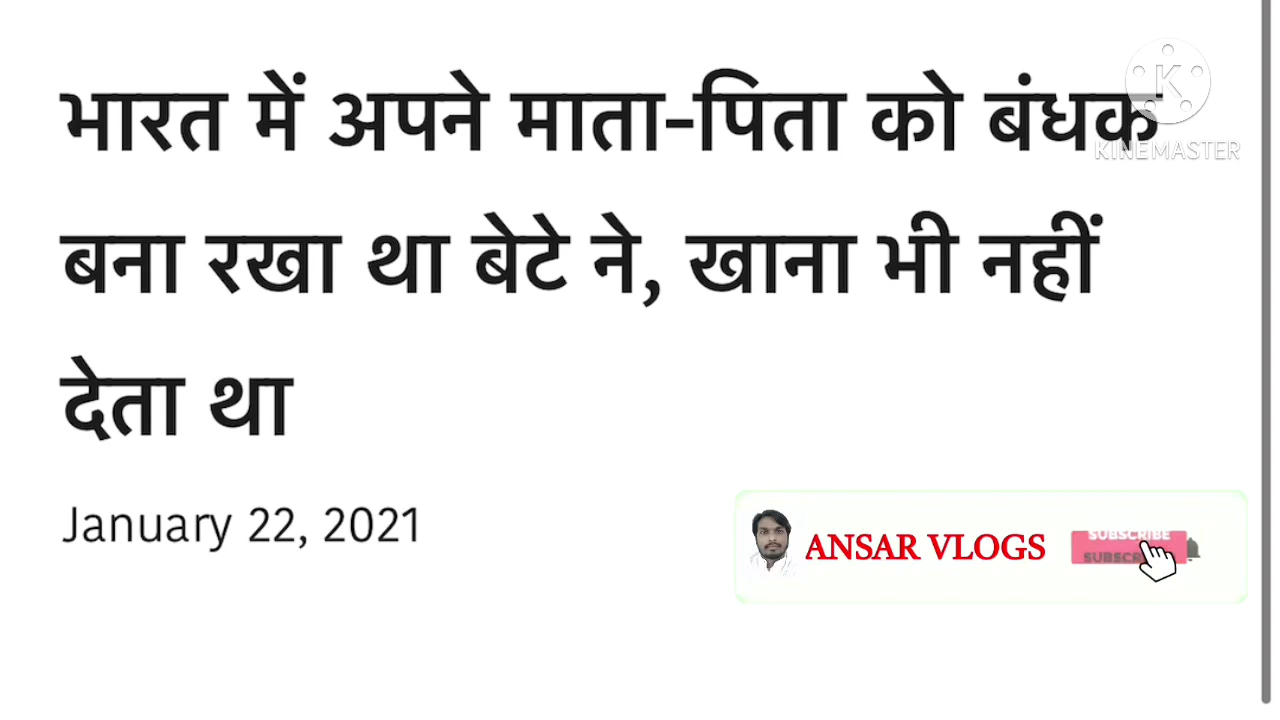 भारत में अपने माता-पिता को बंधक
KINEMASTER
बना रखा था बेटे ने, खाना भी नहीं
देता था
January 22, 2021
ANSAR VLOGS
SUBSCRIBE